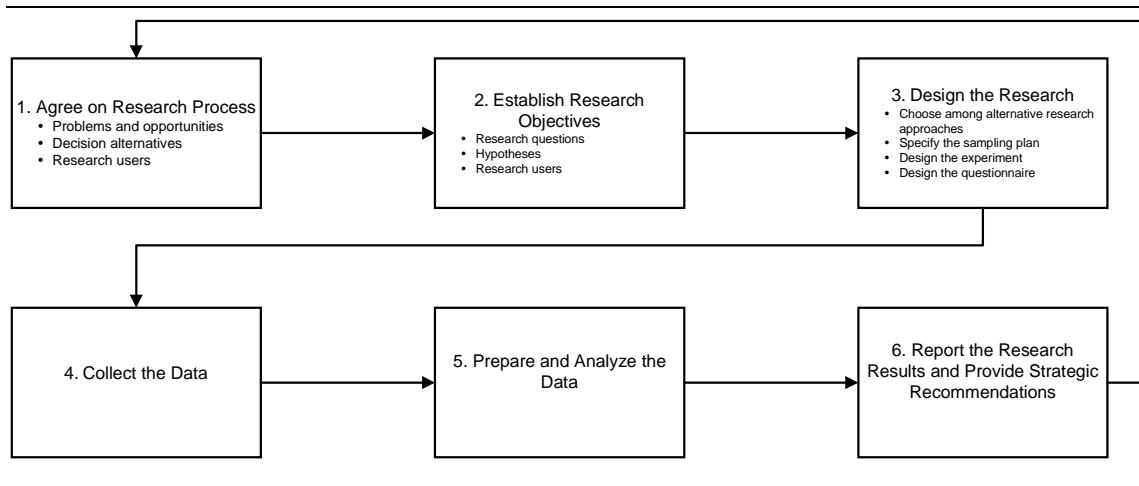 1. Agree on Research Process
• Problems and opportunities
• Decision alternatives
• Research users
2. Establish Research
Objectives
• Research questions
• Hypotheses
• Research users
3. Design the Research
• Choose among alternative research
approaches
• Specify the sampling plan
• Design the experiment
• Design the questionnaire
4. Collect the Data
5. Prepare and Analyze the
Data
6. Report the Research
Results and Provide Strategic
Recommendations